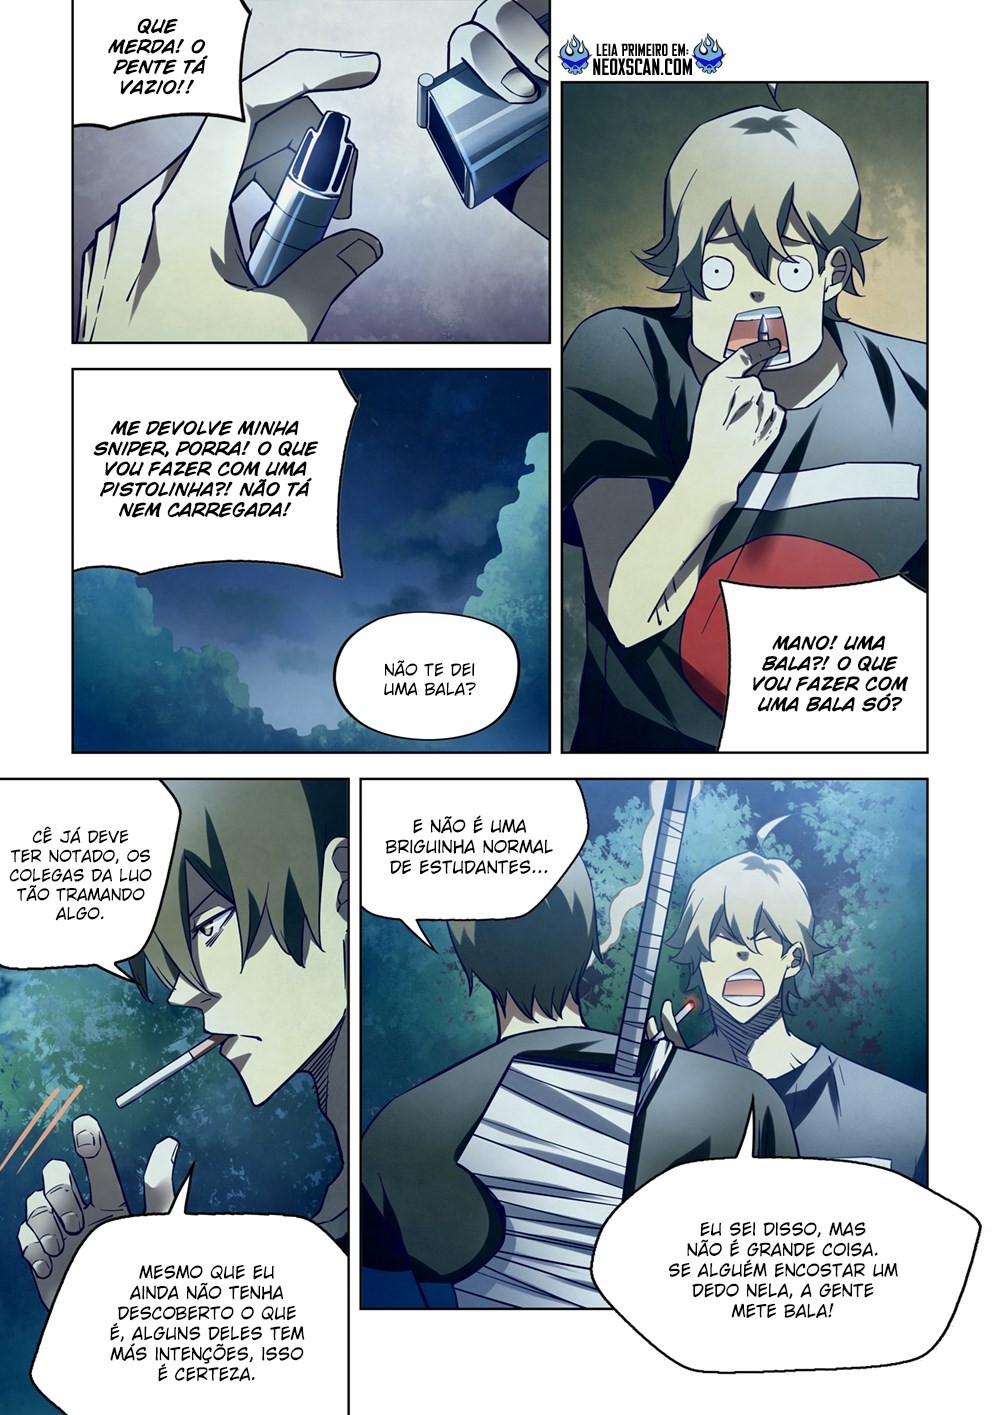 QUE
MERDA! O
PENTE TÁ
VAZIO!!
LEIA PRIMEIRO EM:
NEOXSCAN.COM
ME DEVOLVE MINHA
SNIPER, PORRA! O QUE
VOU FAZER COM UMA
PISTOLINHA?! NÃO TÁ
NEM CARREGADA!
NÃO TE DEI
UMA BALA?
MANO! UMA
BALA?! O QUE
VOU FAZER COM
UMA BALA SÓ?
CÊ JÁ DEVE
TER NOTADO, OS
COLEGAS DA LUO
TÃO TRAMANDO
ALGO.
MESMO QUE EU
AINDA NÃO TENHA
DESCOBERTO O QUE
É, ALGUNS DELES TEM
MÁS INTENÇÕES, ISSO
É CERTEZA.
E NÃO É UMA
BRIGUINHA NORMAL
DE ESTUDANTES...
EU SEI DISSO, MAS
NÃO É GRANDE COISA.
SE ALGUÉM ENCOSTAR UM
DEDO NELA, A GENTE
METE BALA!